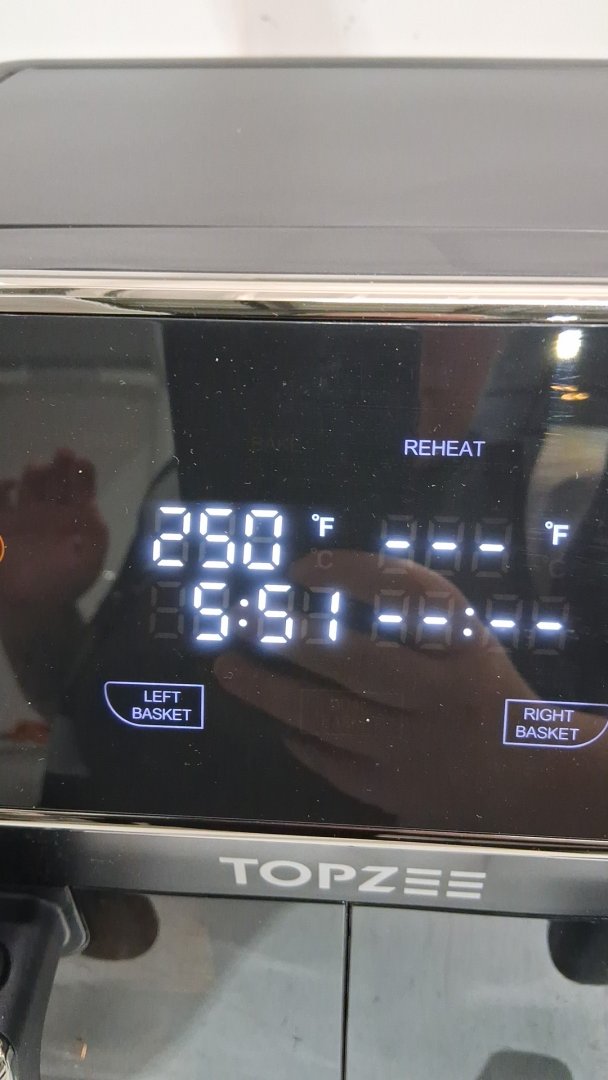 REHEAT
250 °F --- °F
5:51 --:--
LEFT
BASKET
RIGHT
BASKET
TOPZEE